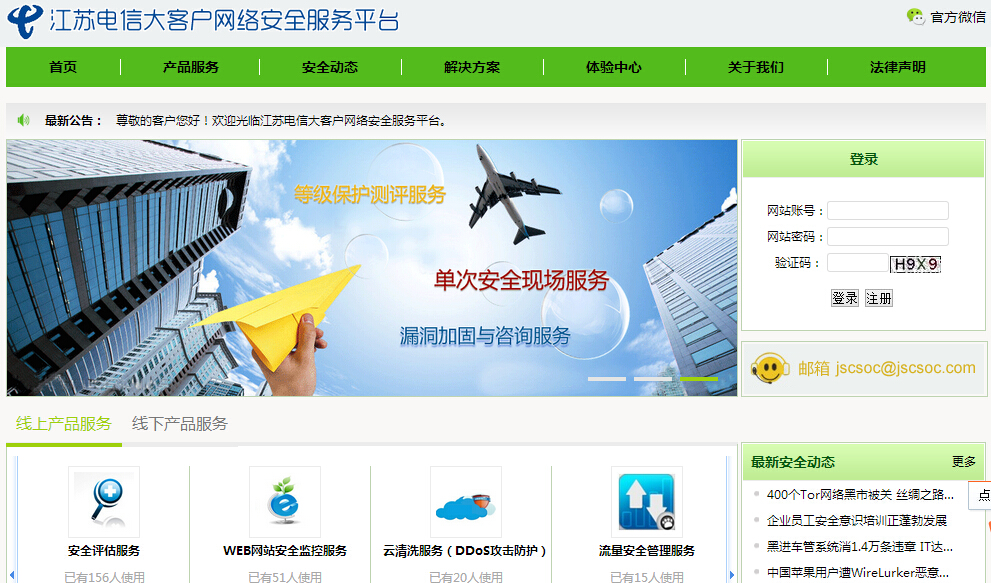 江苏电信大客户网络安全服务平台
官方微信
首页 产品服务 安全动态 解决方案 体验中心 关于我们 法律声明
最新公告： 尊敬的客户您好！欢迎光临江苏电信大客户网络安全服务平台。
等级保护测评服务
单次安全现场服务
漏洞加固与咨询服务
登录
网站账号：
网站密码：
验证码： H9X9
登录 注册
邮箱 jscsoc@jscsoc.com
线上产品服务 线下产品服务
安全评估服务 WEB网站安全监控服务 云清洗服务（DDoS攻击防护） 流量安全管理服务
已有156人使用 已有51人使用 已有20人使用 已有15人使用
最新安全动态 更多
400个Tor网络黑市被关 丝绸之路...
企业员工安全意识培训正蓬勃发展
黑进车管系统消1.4万条违章 IT达...
中国苹果用户遭WireLurker恶意...
点